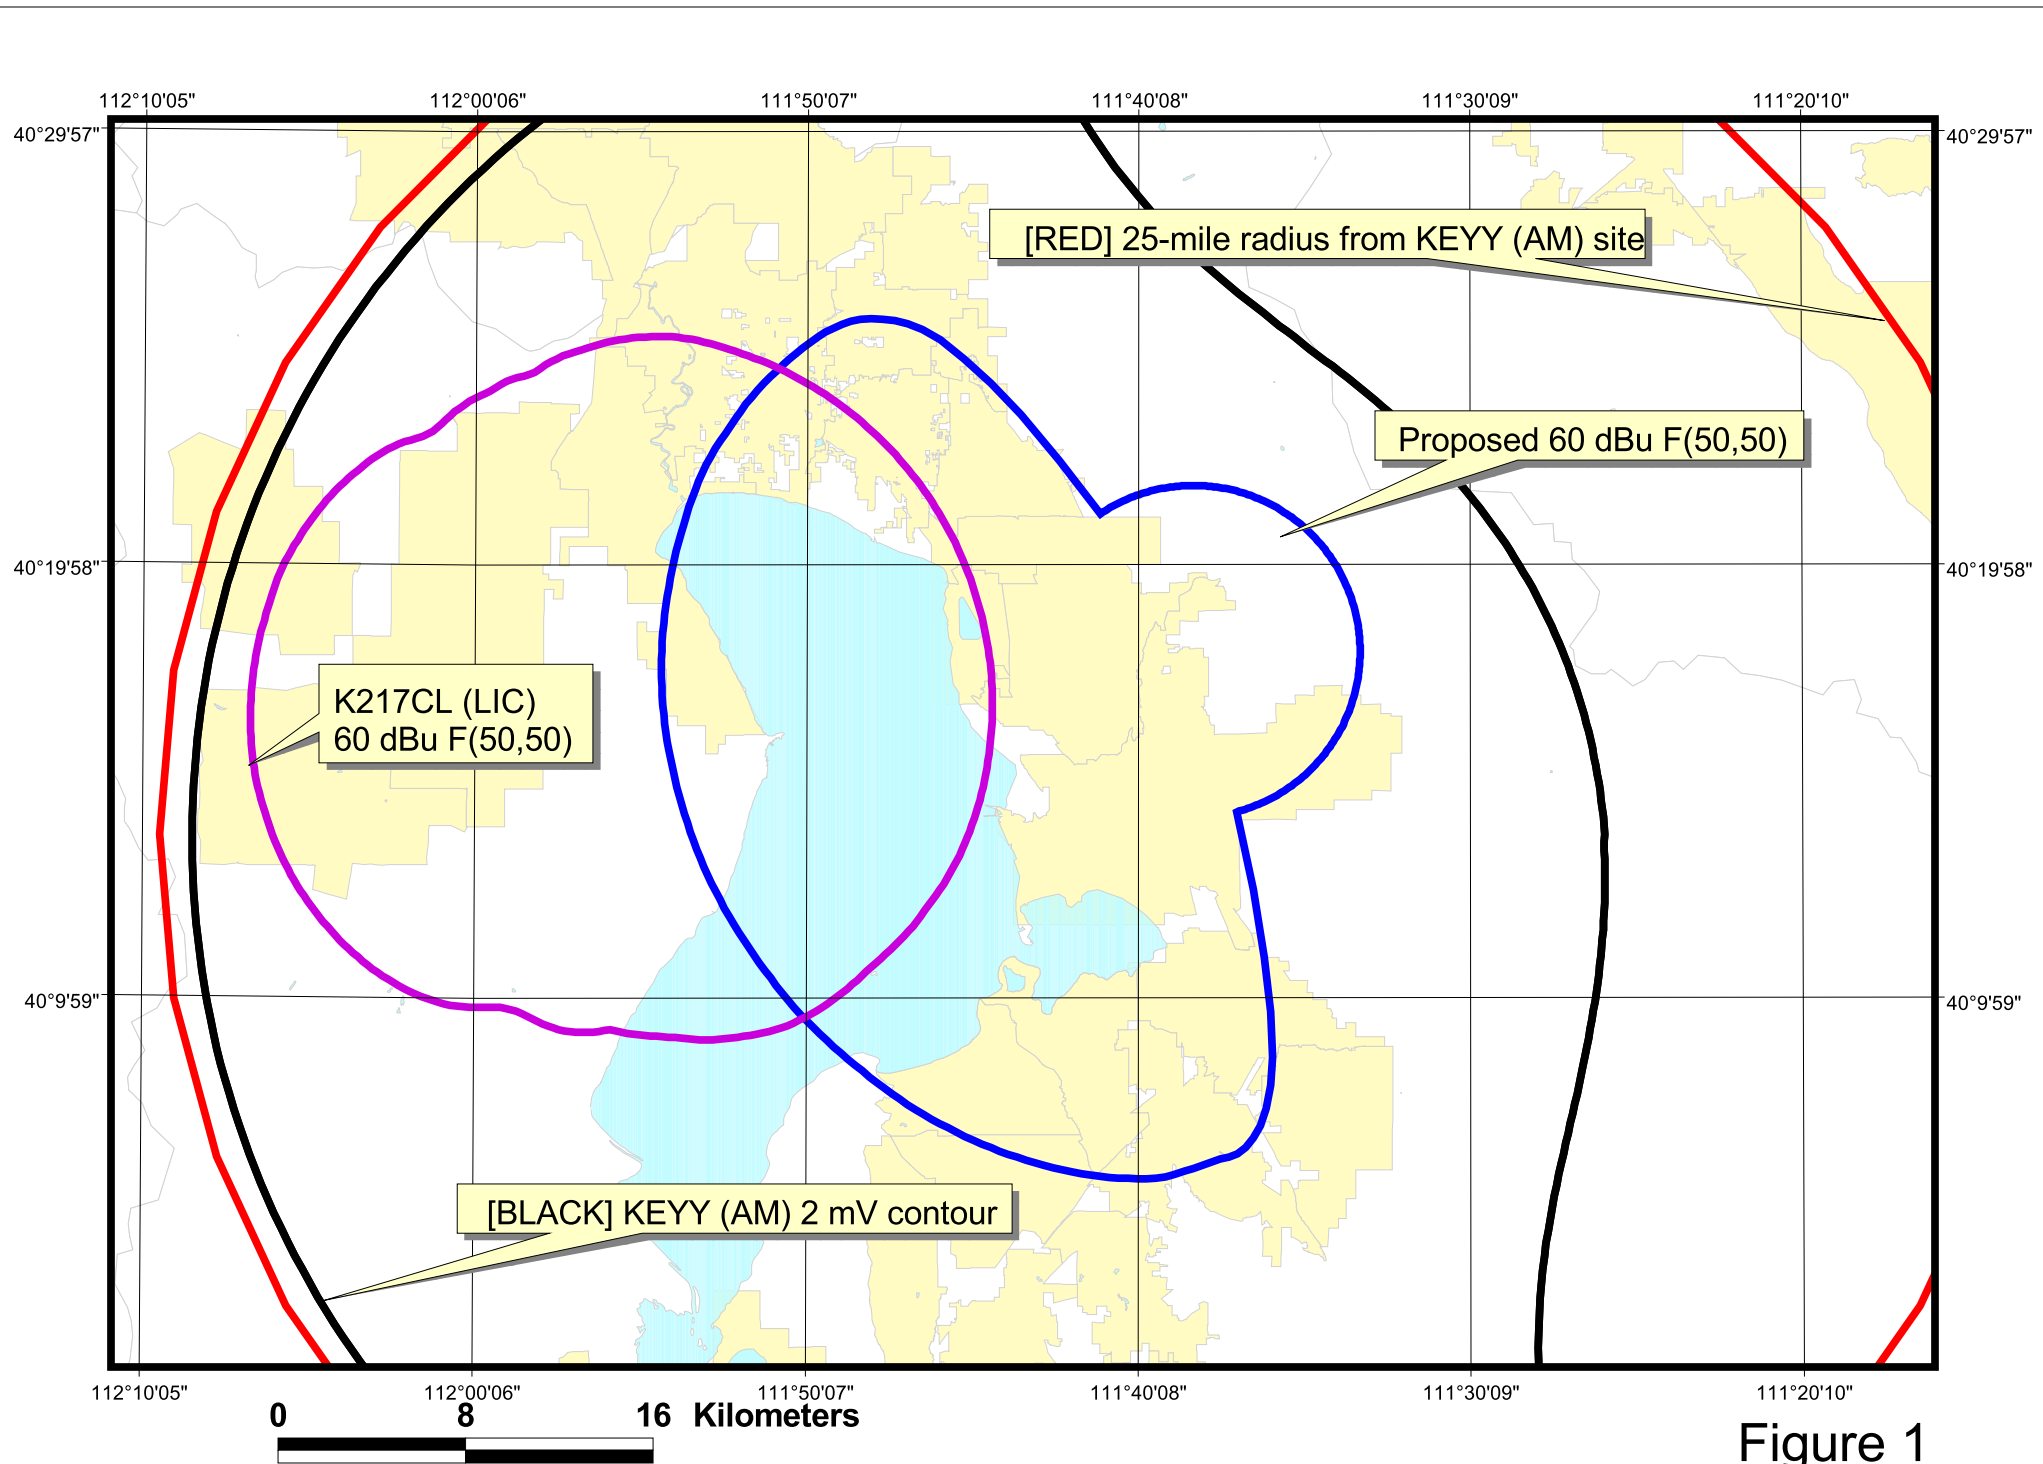 112°10'05" 112°00'06" 111°50'07" 111°40'08" 111°30'09" 111°20'10"
40°29'57" 40°29'57"
[RED] 25-mile radius from KEYY (AM) site
Proposed 60 dBu F(50,50)
40°19'58" 40°19'58"
K217CL (LIC)
60 dBu F(50,50)
40°9'59" 40°9'59"
[BLACK] KEYY (AM) 2 mV contour
112°10'05" 112°00'06" 111°50'07" 111°40'08" 111°30'09" 111°20'10"
0 8 16 Kilometers
Figure 1